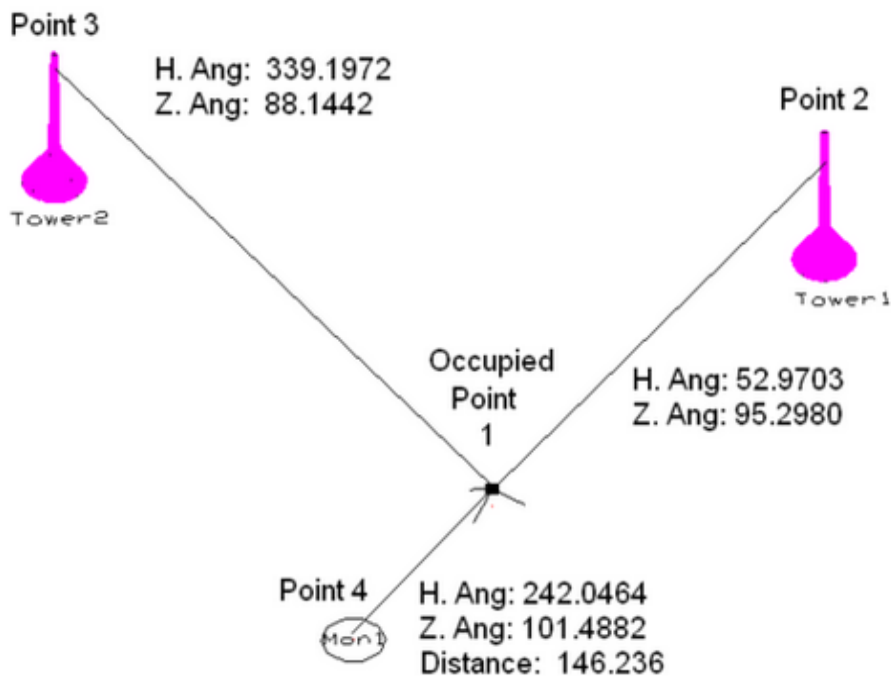 Point 3
H. Ang: 339.1972
Z. Ang: 88.1442
Tower2
Point 2
Tower1
H. Ang: 52.9703
Z. Ang: 95.2980
Occupied
Point
1
Point 4
Mon1
H. Ang: 242.0464
Z. Ang: 101.4882
Distance: 146.236